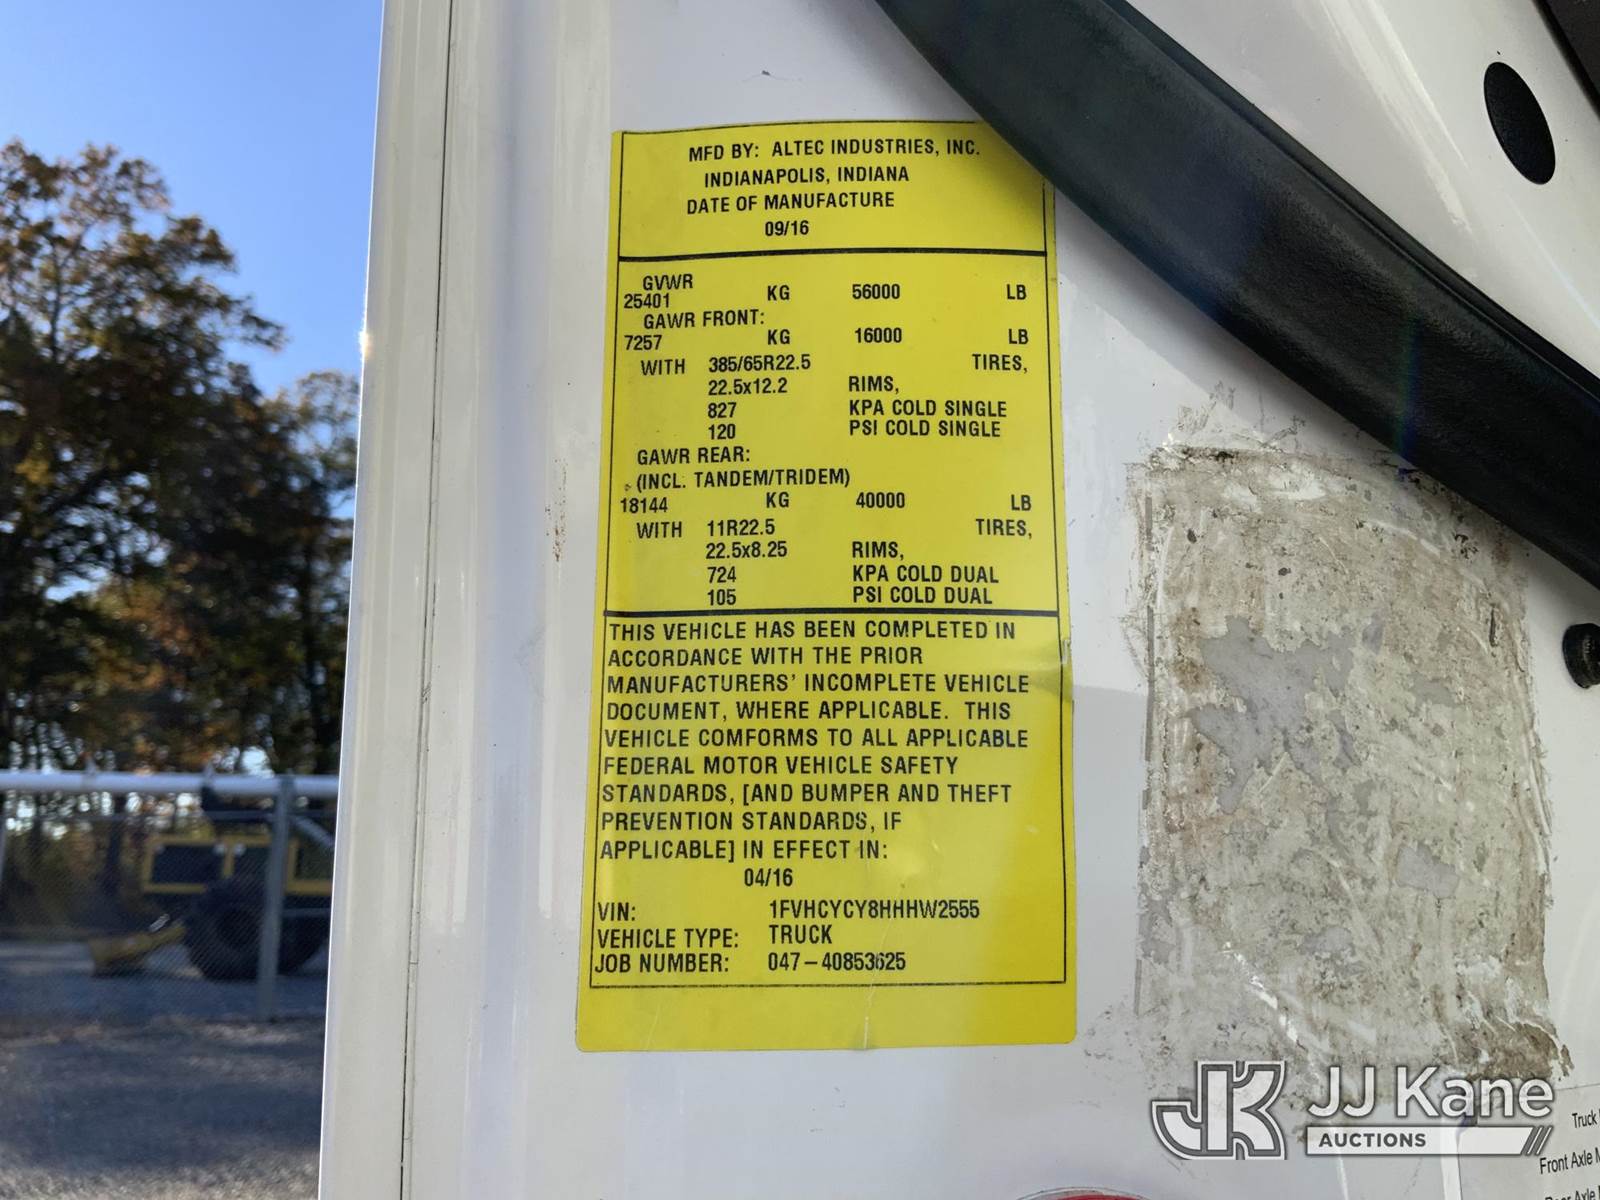 MFD BY: ALTEC INDUSTRIES, INC.
INDIANAPOLIS, INDIANA
DATE OF MANUFACTURE
09/16
GVWR
25401 KG 56000 LB
GAWR FRONT:
7257 KG 16000 LB
WITH 385/65R22.5 TIRES,
22.5x12.2 RIMS,
827 KPA COLD SINGLE
120 PSI COLD SINGLE
GAWR REAR:
(INCL. TANDEM/TRIDEM)
18144 KG 40000 LB
WITH 11R22.5 TIRES,
22.5x8.25 RIMS,
724 KPA COLD DUAL
105 PSI COLD DUAL
THIS VEHICLE HAS BEEN COMPLETED IN
ACCORDANCE WITH THE PRIOR
MANUFACTURERS' INCOMPLETE VEHICLE
DOCUMENT, WHERE APPLICABLE. THIS
VEHICLE COMFORMS TO ALL APPLICABLE
FEDERAL MOTOR VEHICLE SAFETY
STANDARDS, [AND BUMPER AND THEFT
PREVENTION STANDARDS, IF
APPLICABLE] IN EFFECT IN:
04/16
VIN: 1FVHCYCY8HHHW2555
VEHICLE TYPE: TRUCK
JOB NUMBER: 047-40853625
JK JJ Kane
AUCTIONS
Truck
Front Axle